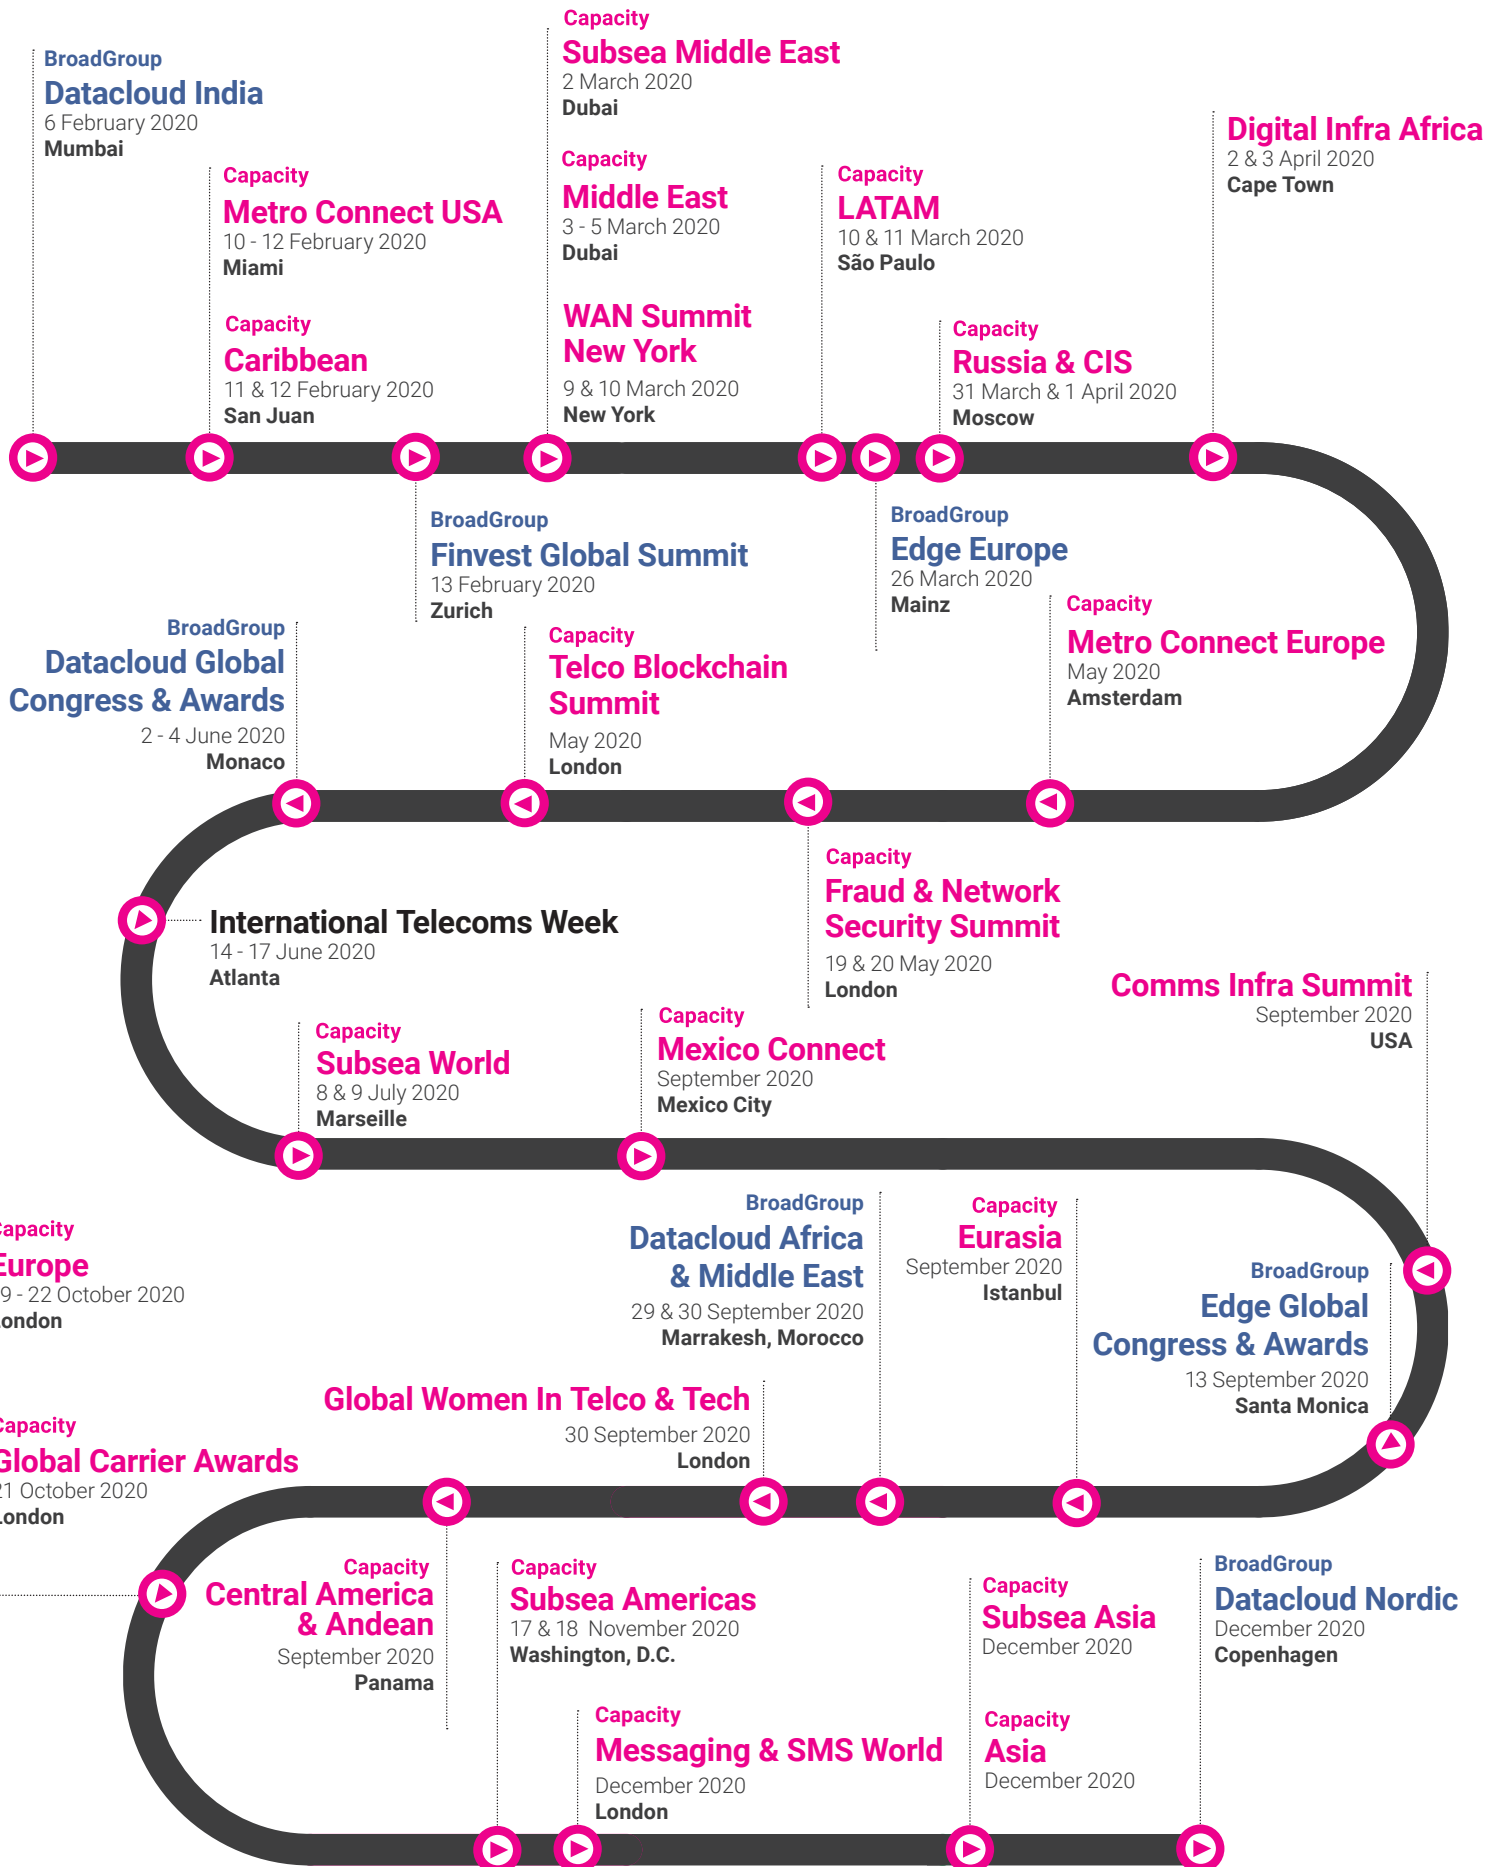 BroadGroup
Datacloud India
6 February 2020
Mumbai
Capacity
Metro Connect USA
10 - 12 February 2020
Miami
Capacity
Caribbean
11 & 12 February 2020
San Juan
Capacity
Subsea Middle East
2 March 2020
Dubai
Capacity
Middle East
3 - 5 March 2020
Dubai
WAN Summit
New York
9 & 10 March 2020
New York
Capacity
LATAM
10 & 11 March 2020
São Paulo
Capacity
Russia & CIS
31 March & 1 April 2020
Moscow
Digital Infra Africa
2 & 3 April 2020
Cape Town
BroadGroup
Finvest Global Summit
13 February 2020
Zurich
BroadGroup
Edge Europe
26 March 2020
Mainz
Capacity
Metro Connect Europe
May 2020
Amsterdam
Capacity
Telco Blockchain
Summit
May 2020
London
BroadGroup
Datacloud Global
Congress & Awards
2 - 4 June 2020
Monaco
Capacity
Fraud & Network
Security Summit
19 & 20 May 2020
London
International Telecoms Week
14 - 17 June 2020
Atlanta
Capacity
Subsea World
8 & 9 July 2020
Marseille
Capacity
Mexico Connect
September 2020
Mexico City
Comms Infra Summit
September 2020
USA
BroadGroup
Edge Global
Congress & Awards
13 September 2020
Santa Monica
Capacity
Eurasia
September 2020
Istanbul
BroadGroup
Datacloud Africa
& Middle East
29 & 30 September 2020
Marrakesh, Morocco
Global Women In Telco & Tech
30 September 2020
London
Capacity
Europe
9 - 22 October 2020
London
Capacity
Global Carrier Awards
21 October 2020
London
Capacity
Central America
& Andean
September 2020
Panama
Capacity
Subsea Americas
17 & 18 November 2020
Washington, D.C.
Capacity
Messaging & SMS World
December 2020
London
Capacity
Subsea Asia
December 2020
Capacity
Asia
December 2020
BroadGroup
Datacloud Nordic
December 2020
Copenhagen